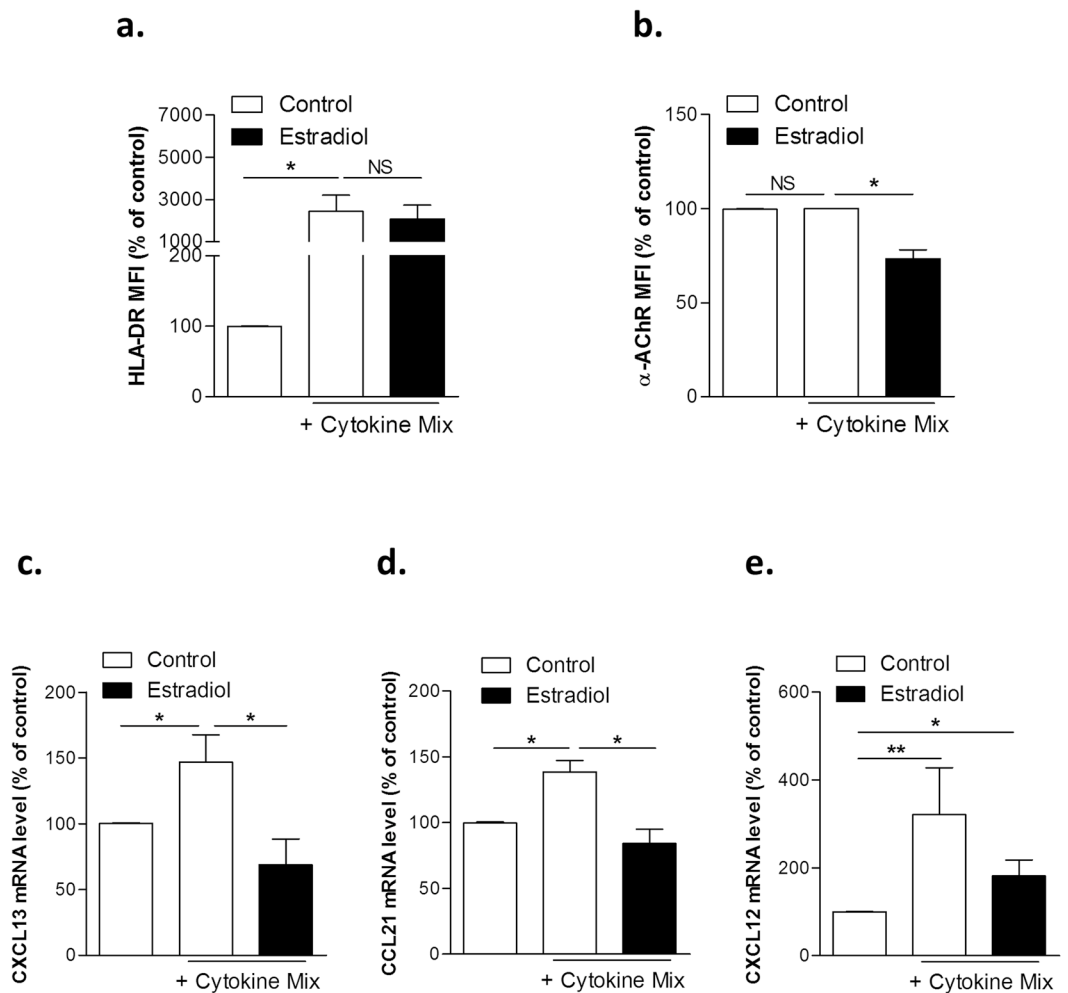 a.
Control
Estradiol
HLA-DR MFI (% of control)
7000
5000
3000
1000
200
100
0
*
NS
+ Cytokine Mix
b.
Control
Estradiol
α-AChR MFI (% of control)
150
100
50
0
NS
*
+ Cytokine Mix
c.
Control
Estradiol
CXCL13 mRNA level (% of control)
200
150
100
50
0
*
*
+ Cytokine Mix
d.
Control
Estradiol
CCL21 mRNA level (% of control)
200
150
100
50
0
*
*
+ Cytokine Mix
e.
Control
Estradiol
CXCL12 mRNA level (% of control)
600
400
200
0
*
**
+ Cytokine Mix